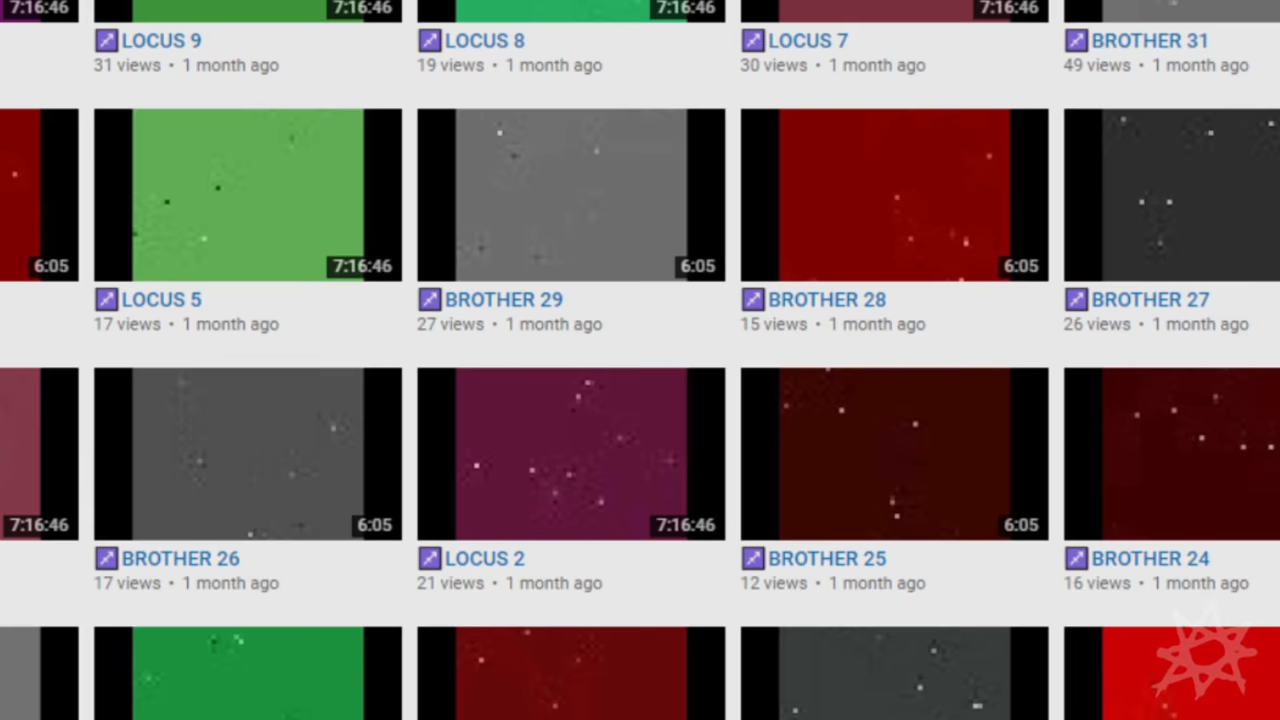 7:16:46 7:16:46 7:16:46 7:16:46
♐ LOCUS 9 ♐ LOCUS 8 ♐ LOCUS 7 ♐ BROTHER 31
31 views • 1 month ago 19 views • 1 month ago 30 views • 1 month ago 49 views • 1 month ago
6:05 7:16:46 6:05 6:05
♐ LOCUS 5 ♐ BROTHER 29 ♐ BROTHER 28 ♐ BROTHER 27
17 views • 1 month ago 27 views • 1 month ago 15 views • 1 month ago 26 views • 1 month ago
7:16:46 6:05 7:16:46 6:05
♐ BROTHER 26 ♐ LOCUS 2 ♐ BROTHER 25 ♐ BROTHER 24
17 views • 1 month ago 21 views • 1 month ago 12 views • 1 month ago 16 views • 1 month ago